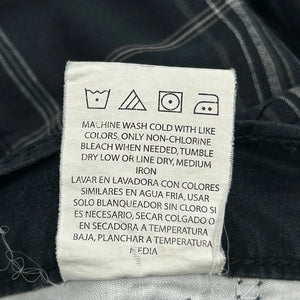 MACHINE WASH COLD WITH LIKE
COLORS, ONLY NON-CHLORINE
BLEACH WHEN NEEDED, TUMBLE
DRY LOW OR LINE DRY, MEDIUM
IRON
LAVAR EN LAVADORA CON COLORES
SIMILARES EN AGUA FRIA, USAR
SOLO BLANQUEADOR SIN CLORO SI
ES NECESARIO, SECAR COLGADO O
EN SECADORA A TEMPERATURA
BAJA, PLANCHAR A TEMPERATURA
MEDIA